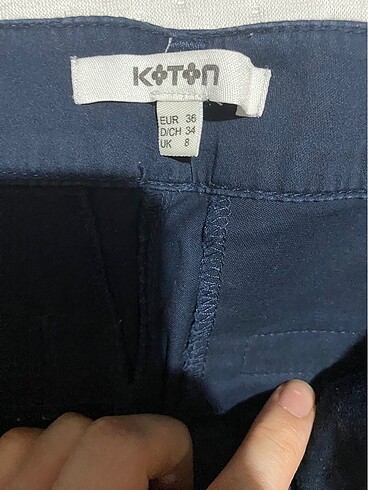 KOTON
EUR 36
D/CH 34
UK 8